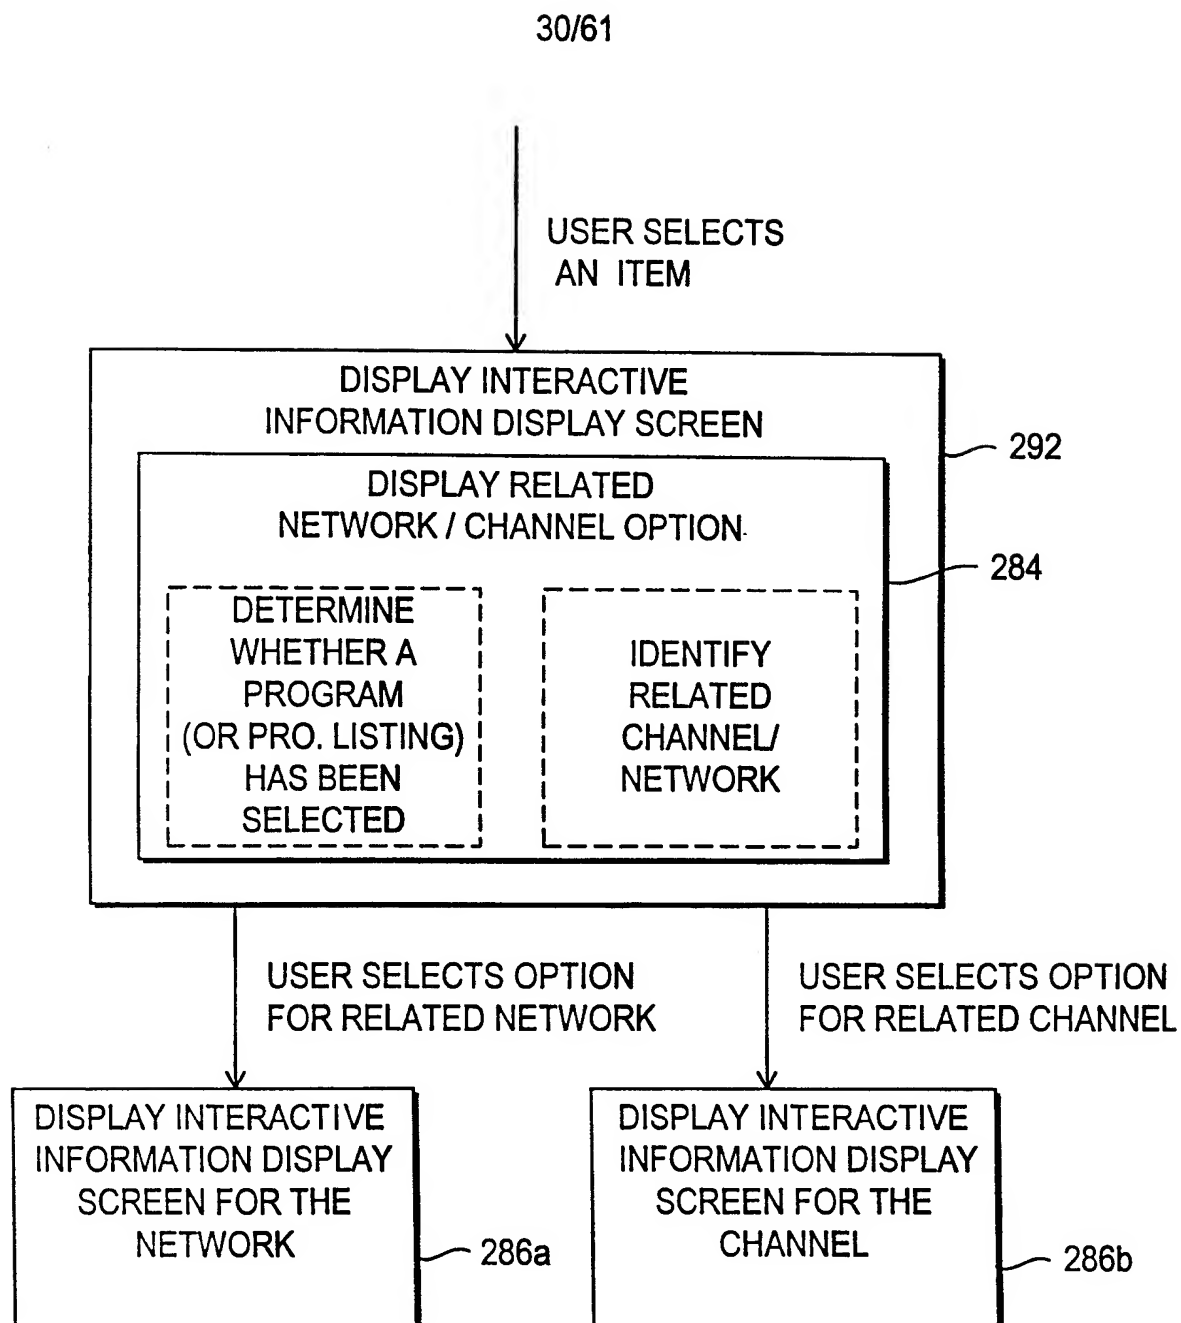 30/61
USER SELECTS
AN ITEM
DISPLAY INTERACTIVE
INFORMATION DISPLAY SCREEN
292
DISPLAY RELATED
NETWORK / CHANNEL OPTION
284
DETERMINE
WHETHER A
PROGRAM
(OR PRO. LISTING)
HAS BEEN
SELECTED
IDENTIFY
RELATED
CHANNEL/
NETWORK
USER SELECTS OPTION
FOR RELATED NETWORK
USER SELECTS OPTION
FOR RELATED CHANNEL
DISPLAY INTERACTIVE
INFORMATION DISPLAY
SCREEN FOR THE
NETWORK
286a
DISPLAY INTERACTIVE
INFORMATION DISPLAY
SCREEN FOR THE
CHANNEL
286b